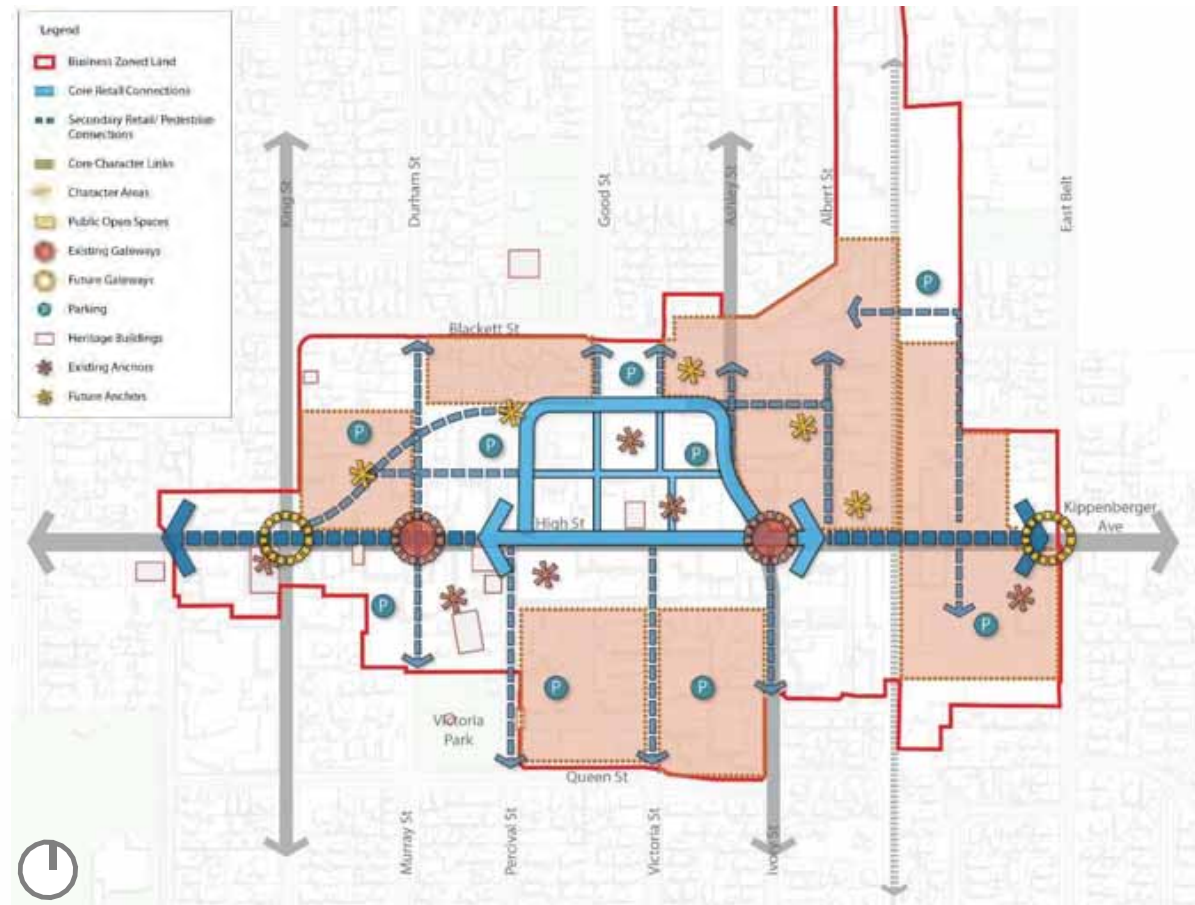 Legend
Business Zoned Land
Core Retail Connections
Secondary Retail/ Pedestrian
Connections
Core Character Links
Character Areas
Public Open Spaces
Existing Gateways
Future Gateways
P
Parking
Heritage Buildings
Existing Anchors
Future Anchors
King St
Durham St
Good St
Ashley St
Albert St
East Belt
P
Blackett St
P
P
P
P
High St
Kippenberger
Ave
P
P
P
P
Victoria
Park
Queen St
Murray St
Percival St
Victoria St
Ivory St